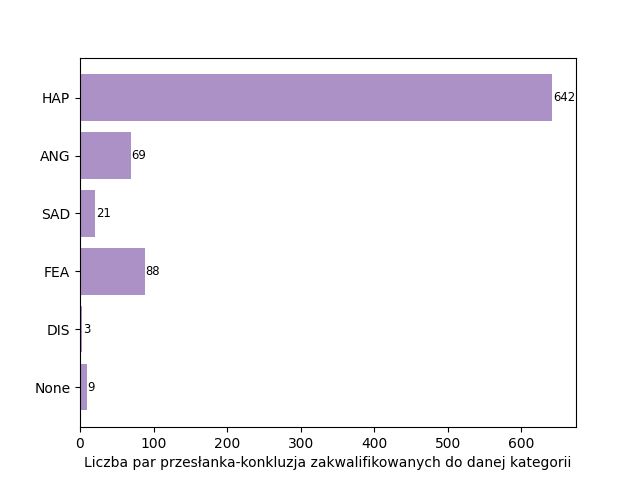 HAP 642
ANG 69
SAD 21
FEA 88
DIS 3
None 9
0 100 200 300 400 500 600
Liczba par przesłanka-konkluzja zakwalifikowanych do danej kategorii